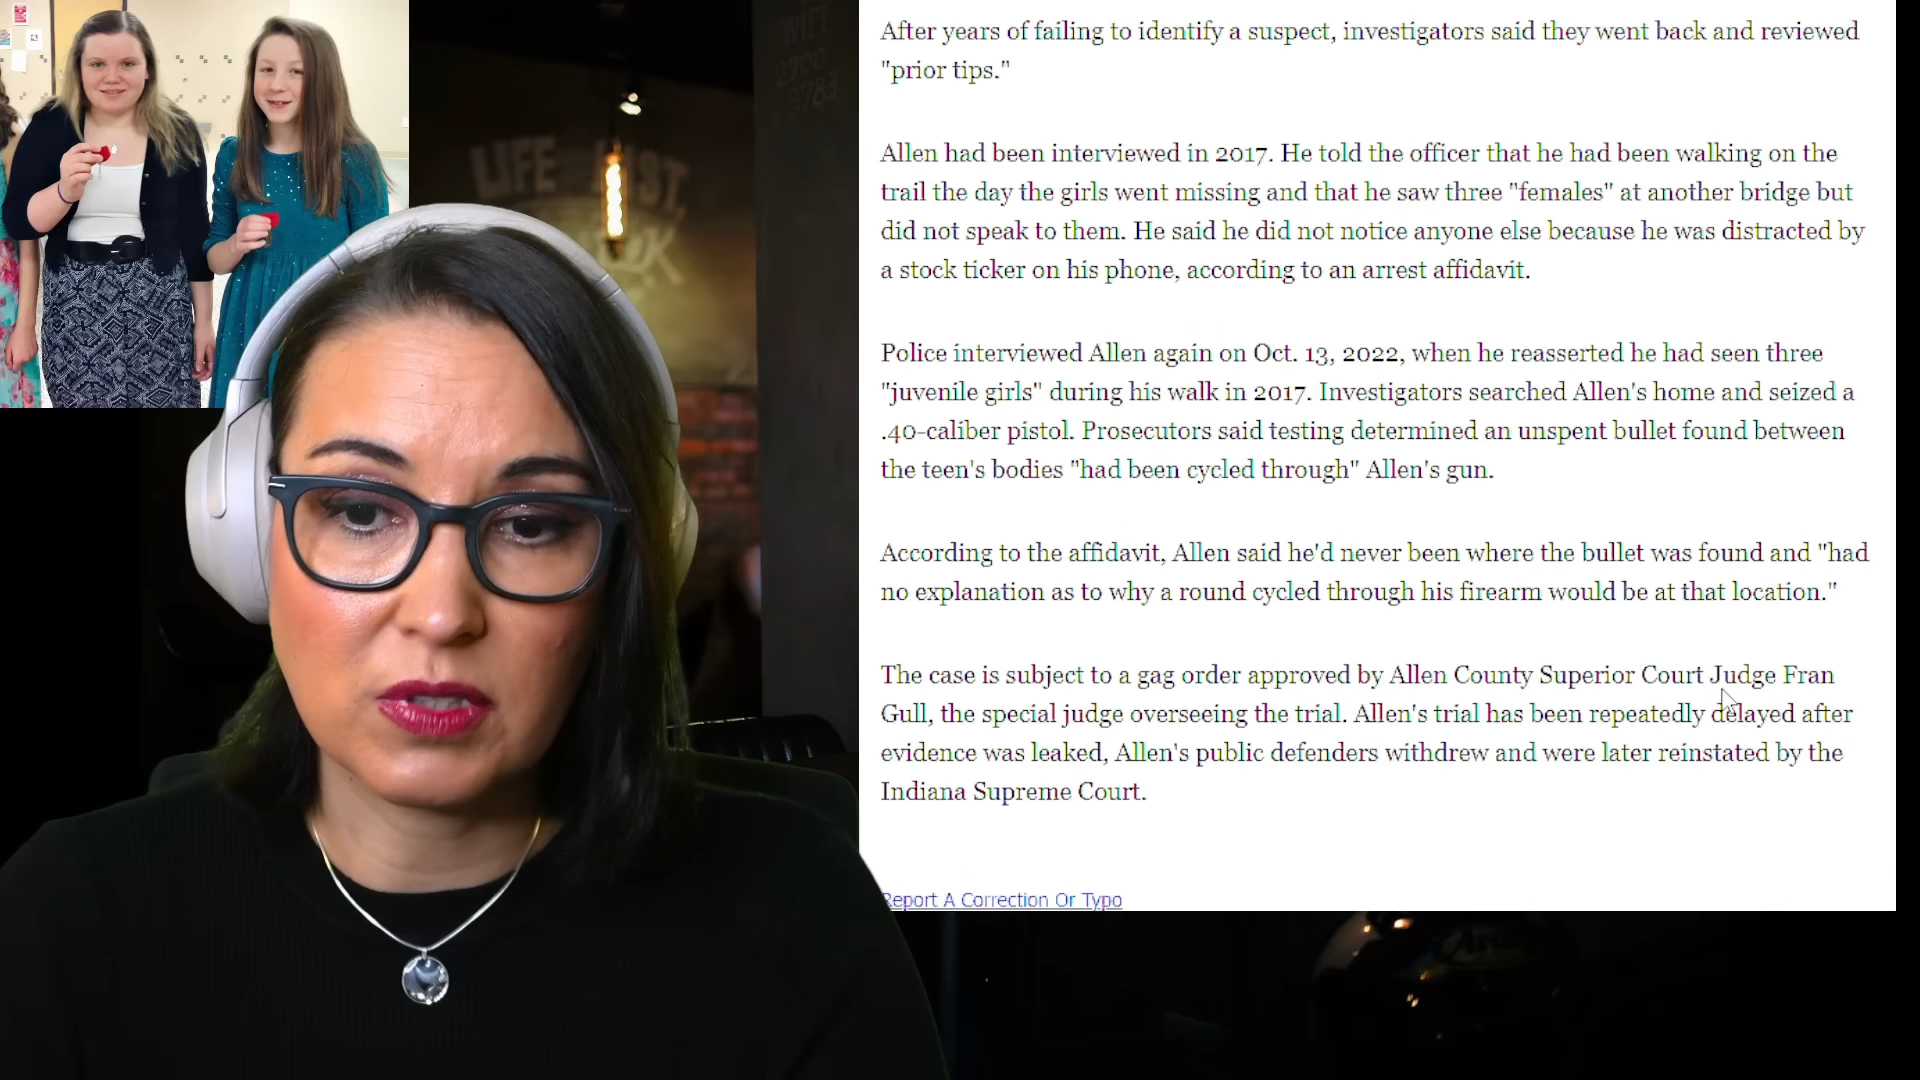 After years of failing to identify a suspect, investigators said they went back and reviewed
"prior tips."
Allen had been interviewed in 2017. He told the officer that he had been walking on the
trail the day the girls went missing and that he saw three "females" at another bridge but
did not speak to them. He said he did not notice anyone else because he was distracted by
a stock ticker on his phone, according to an arrest affidavit.
Police interviewed Allen again on Oct. 13, 2022, when he reasserted he had seen three
"juvenile girls" during his walk in 2017. Investigators searched Allen's home and seized a
.40-caliber pistol. Prosecutors said testing determined an unspent bullet found between
the teen's bodies "had been cycled through" Allen's gun.
According to the affidavit, Allen said he'd never been where the bullet was found and "had
no explanation as to why a round cycled through his firearm would be at that location."
The case is subject to a gag order approved by Allen County Superior Court Judge Fran
Gull, the special judge overseeing the trial. Allen's trial has been repeatedly delayed after
evidence was leaked, Allen's public defenders withdrew and were later reinstated by the
Indiana Supreme Court.
Report A Correction Or Typo
LIFE